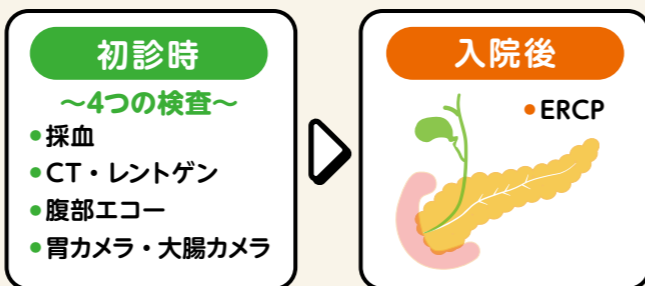 初診時
～4つの検査～
●採血
●CT・レントゲン
●腹部エコー
●胃カメラ・大腸カメラ
入院後
●ERCP